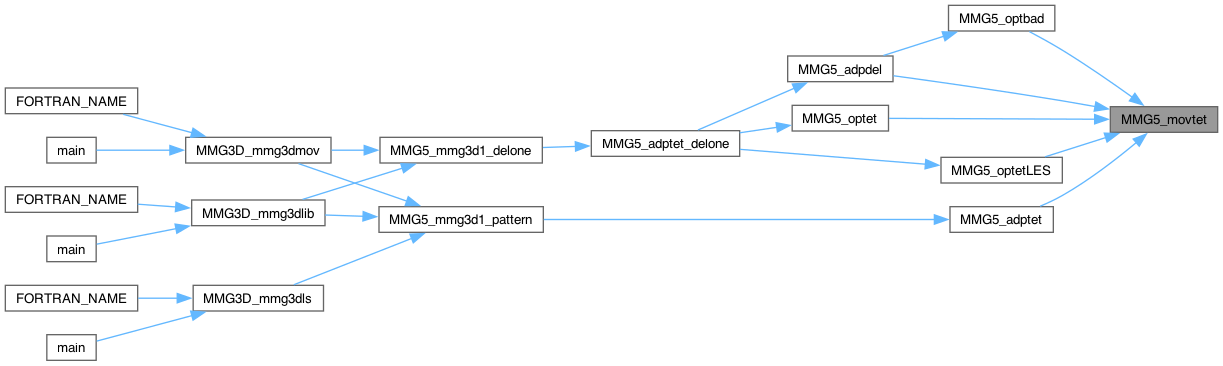 MMG5_optbad
MMG5_adpdel
FORTRAN_NAME
MMG5_optet
MMG5_movtet
main
MMG3D_mmg3dmov
MMG5_mmg3d1_delone
MMG5_adptet_delone
MMG5_optetLES
FORTRAN_NAME
MMG3D_mmg3dlib
MMG5_mmg3d1_pattern
MMG5_adptet
main
FORTRAN_NAME
MMG3D_mmg3dls
main